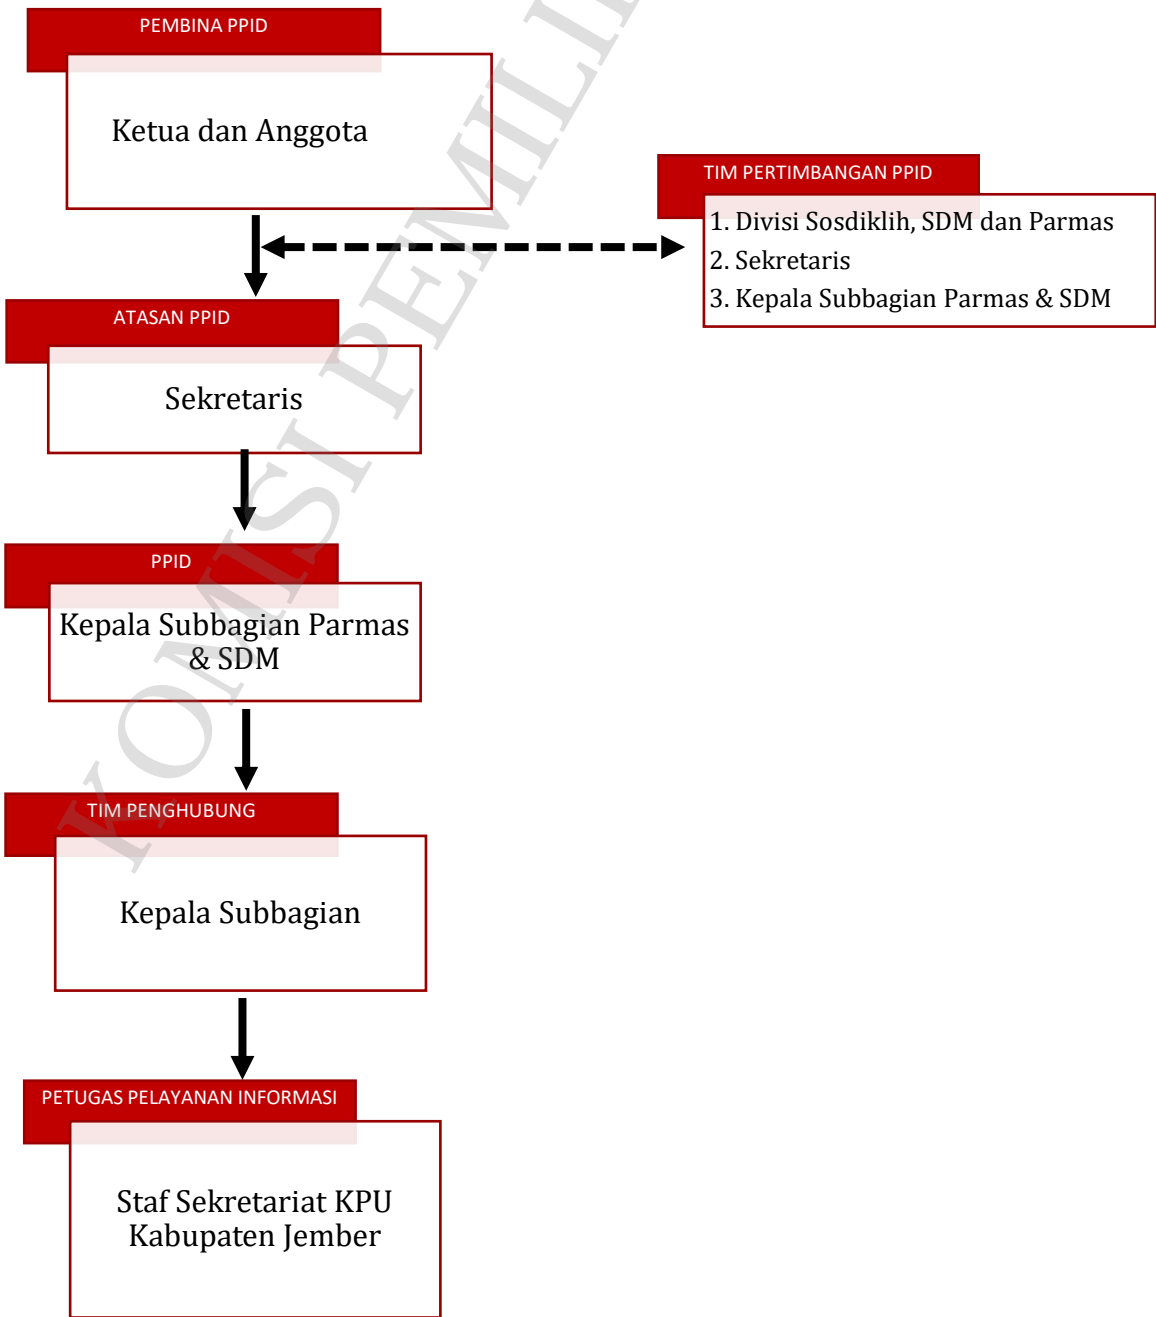 PEMBINA PPID
Ketua dan Anggota
TIM PERTIMBANGAN PPID
1. Divisi Sosdiklih, SDM dan Parmas
2. Sekretaris
3. Kepala Subbagian Parmas & SDM
ATASAN PPID
Sekretaris
PPID
Kepala Subbagian Parmas
& SDM
TIM PENGHUBUNG
Kepala Subbagian
PETUGAS PELAYANAN INFORMASI
Staf Sekretariat KPU
Kabupaten Jember
KOMISI PEMILI